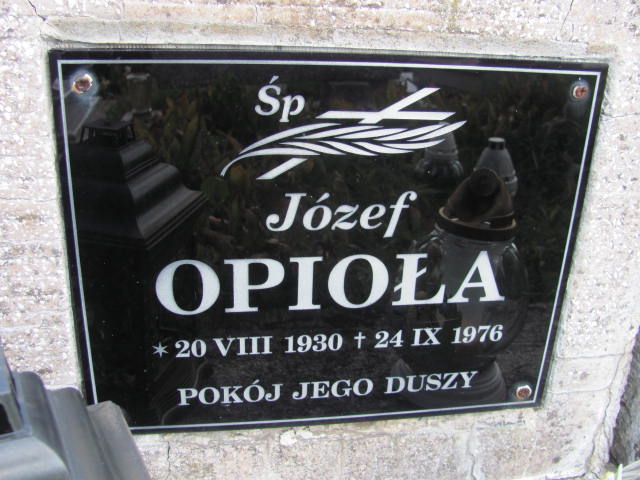 Śp
Józef
OPIOŁA
✶ 20 VIII 1930 † 24 IX 1976
POKÓJ JEGO DUSZY